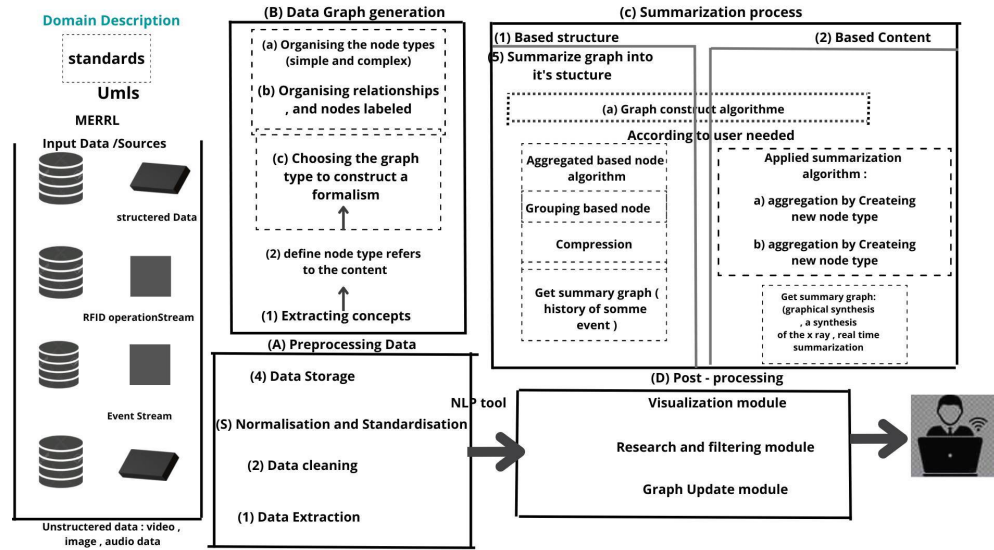 Domain Description
standards
Umls
MERRL
Input Data /Sources
structered Data
RFID operationStream
Event Stream
Unstructered data : video ,
image , audio data
(B) Data Graph generation
(a) Organising the node types
(simple and complex)
(b) Organising relationships
, and nodes labeled
(c) Choosing the graph
type to construct a
formalism
(2) define node type refers
to the content
(1) Extracting concepts
(A) Preprocessing Data
(4) Data Storage
(S) Normalisation and Standardisation
(2) Data cleaning
(1) Data Extraction
(c) Summarization process
(1) Based structure
(5) Summarize graph into
it's stucture
(2) Based Content
(a) Graph construct algorithme
According to user needed
Aggregated based node
algorithm
Grouping based node
Compression
Get summary graph (
history of somme
event )
Applied summarization
algorithm :
a) aggregation by Createing
new node type
b) aggregation by Createing
new node type
Get summary graph:
(graphical synthesis
, a synthesis
of the x ray , real time
summarization
(D) Post - processing
NLP tool
Visualization module
Research and filtering module
Graph Update module